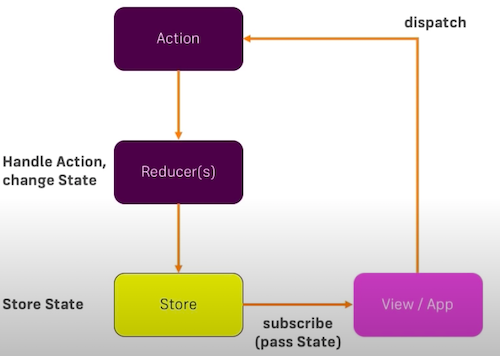 dispatch
Action
Handle Action,
change State
Reducer(s)
Store State
Store
subscribe
(pass State)
View / App